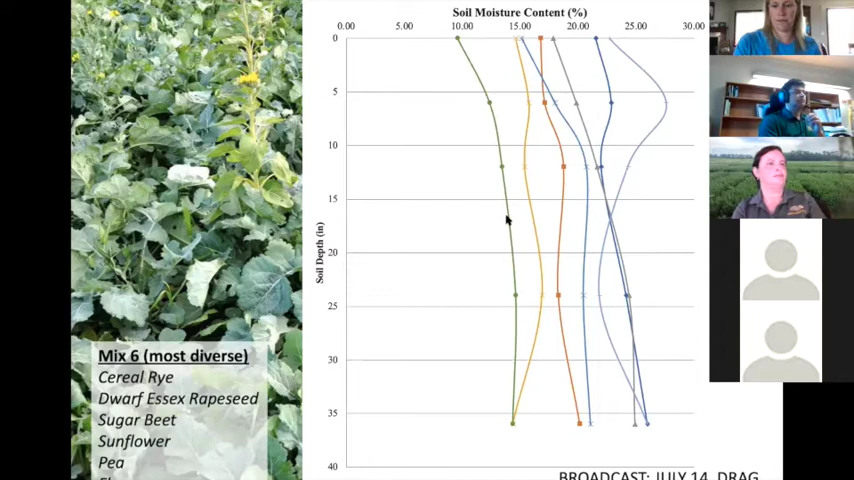 Soil Moisture Content (%)
0.00 5.00 10.00 15.00 20.00 25.00 30.00
0
5
10
15
20
25
30
35
40
Soil Depth (in)
Mix 6 (most diverse)
Cereal Rye
Dwarf Essex Rapeseed
Sugar Beet
Sunflower
Pea
BROADCAST: JULY 14, DRAG